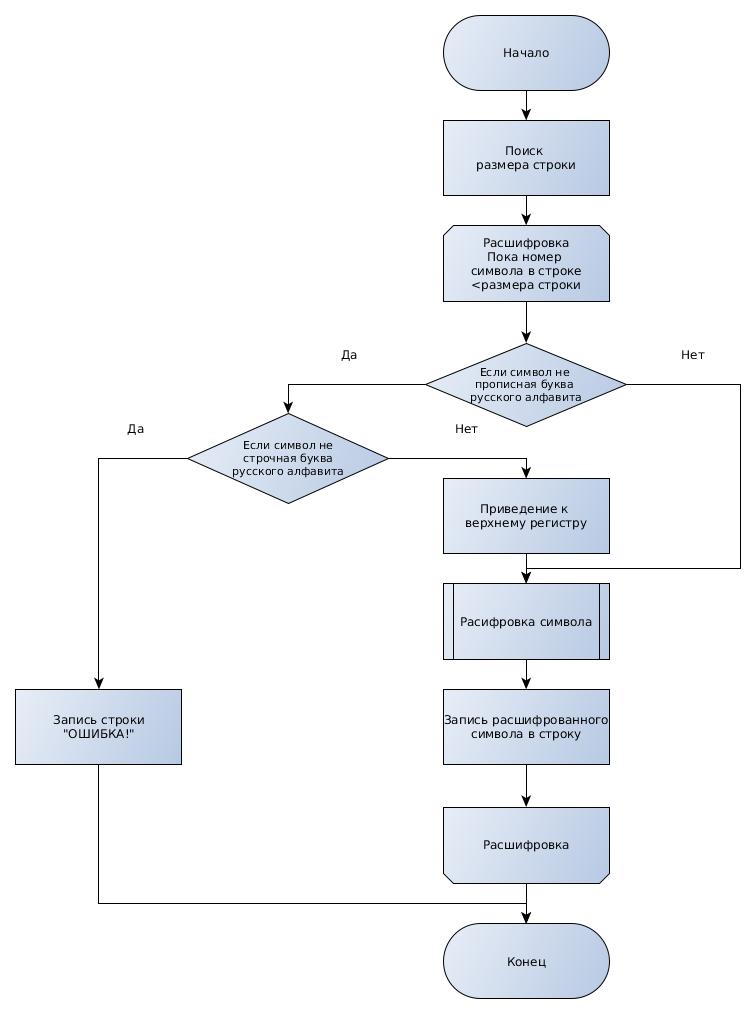 Начало
Поиск
размера строки
Расшифровка
Пока номер
символа в строке
<размера строки
Да
Нет
Если символ не
прописная буква
русского алфавита
Да
Нет
Если символ не
строчная буква
русского алфавита
Приведение к
верхнему регистру
Расифровка символа
Запись строки
"ОШИБКА!"
Запись расшифрованного
символа в строку
Расшифровка
Конец